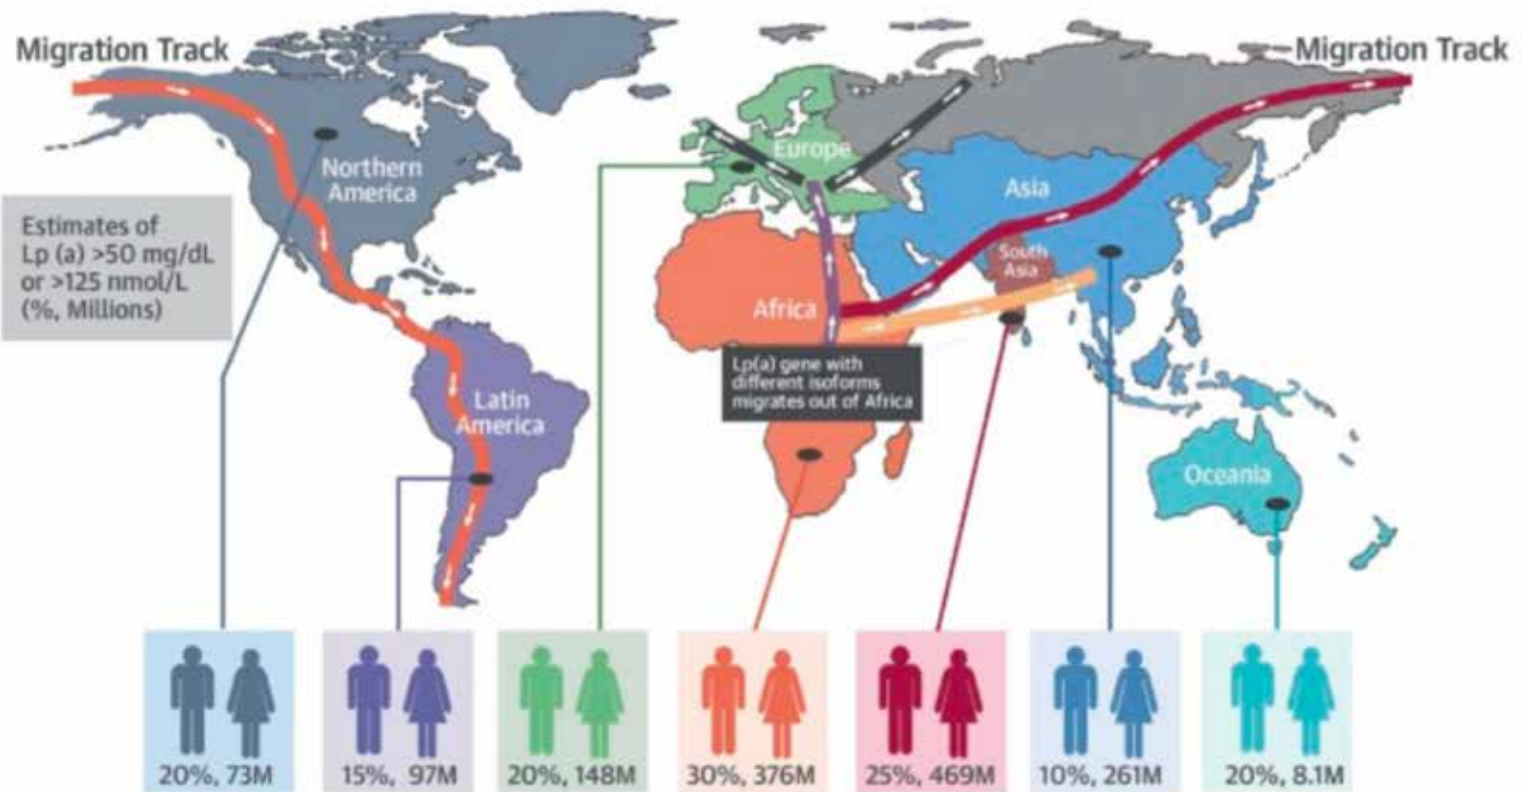 Migration Track
Migration Track
Northern
America
Europe
Asia
Estimates of
Lp (a) >50 mg/dL
or >125 nmol/L
(%, Millions)
South
Asia
Africa
Lp(a) gene with
different isoforms
migrates out of Africa
Latin
America
Oceania
20%, 73M
15%, 97M
20%, 148M
30%, 376M
25%, 469M
10%, 261M
20%, 8.1M